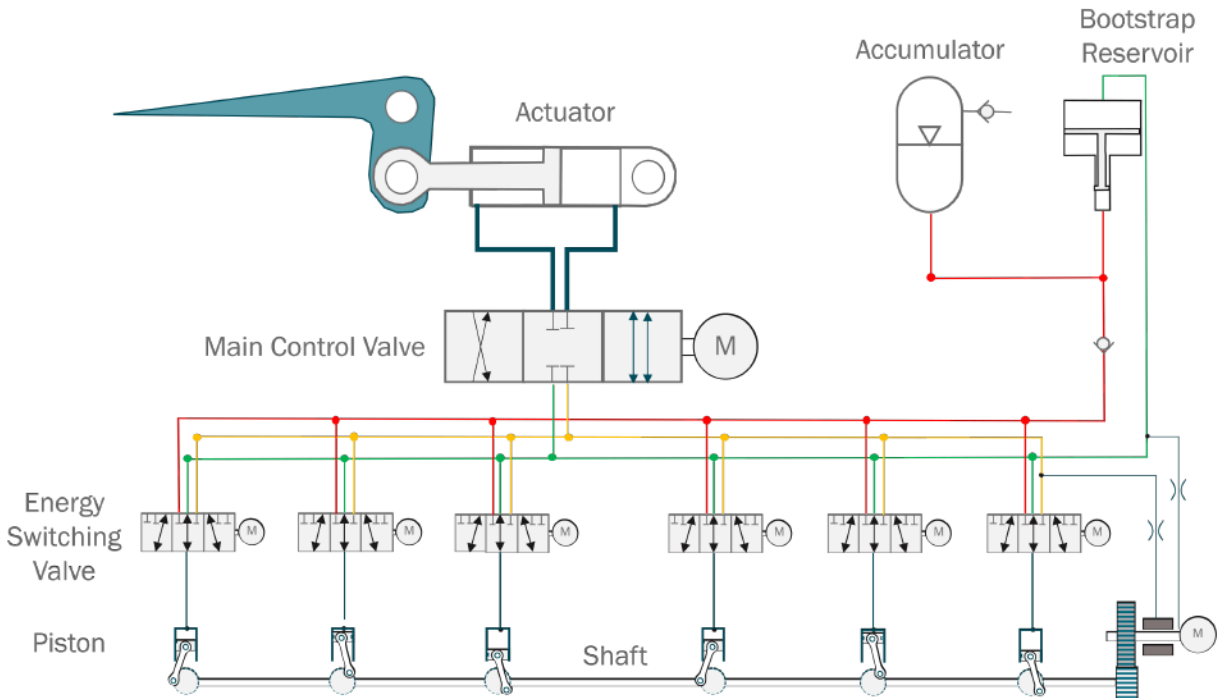 Bootstrap
Reservoir
Accumulator
Actuator
Main Control Valve
M
Energy
Switching
Valve
M
M
M
M
M
M
Piston
Shaft
M